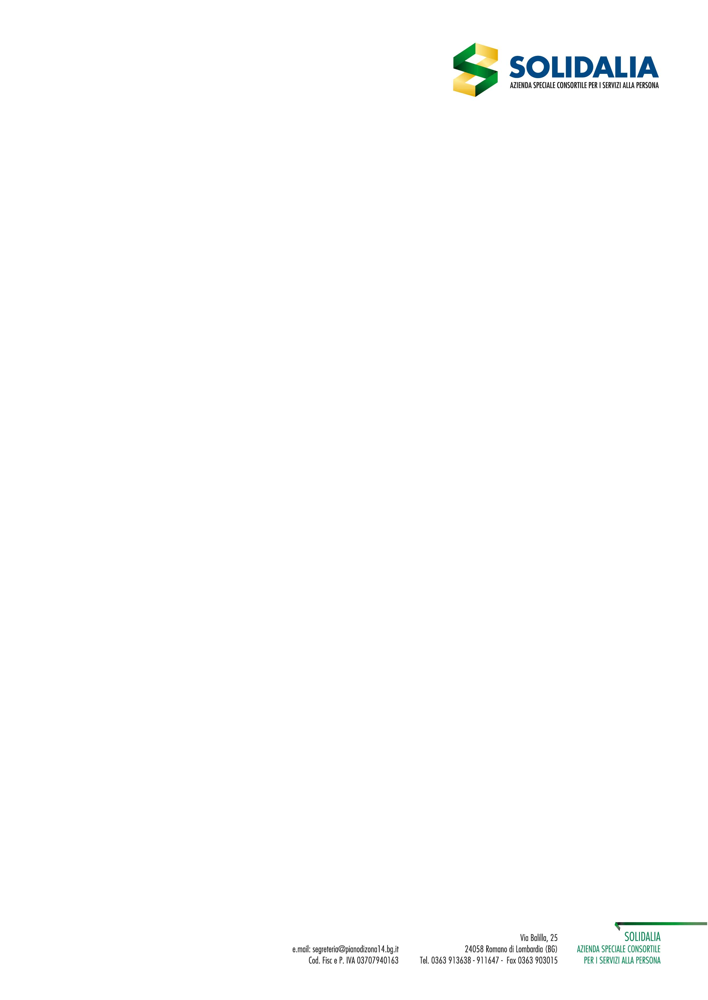 SOLIDALIA
AZIENDA SPECIALE CONSORTILE PER I SERVIZI ALLA PERSONA
e.mail: segreteria@pianodizona14.bg.it
Cod. Fisc e P. IVA 03707940163
Via Balilla, 25
24058 Romano di Lombardia (BG)
Tel. 0363 913638 - 911647 - Fax 0363 903015
SOLIDALIA
AZIENDA SPECIALE CONSORTILE
PER I SERVIZI ALLA PERSONA